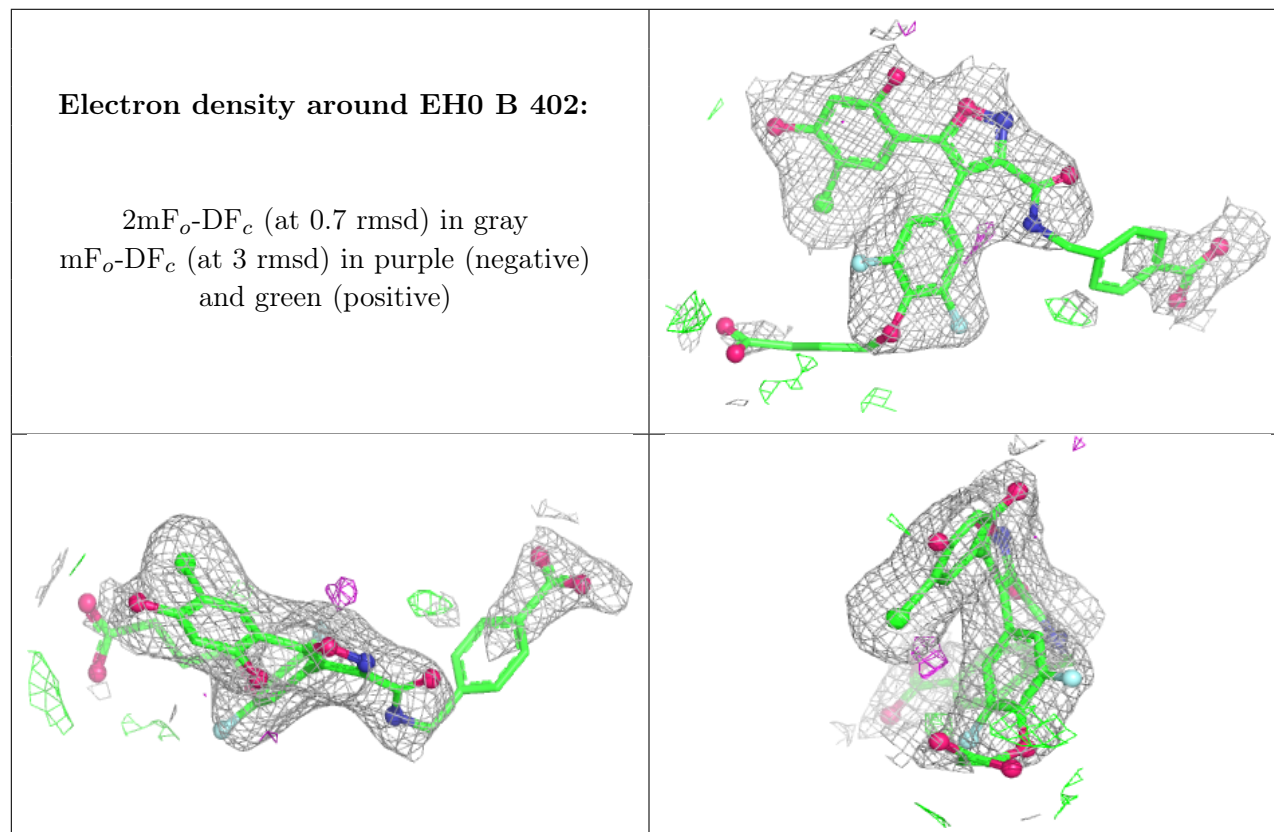 Electron density around EH0 B 402:
2mFo-DFc (at 0.7 rmsd) in gray
mFo-DFc (at 3 rmsd) in purple (negative)
and green (positive)